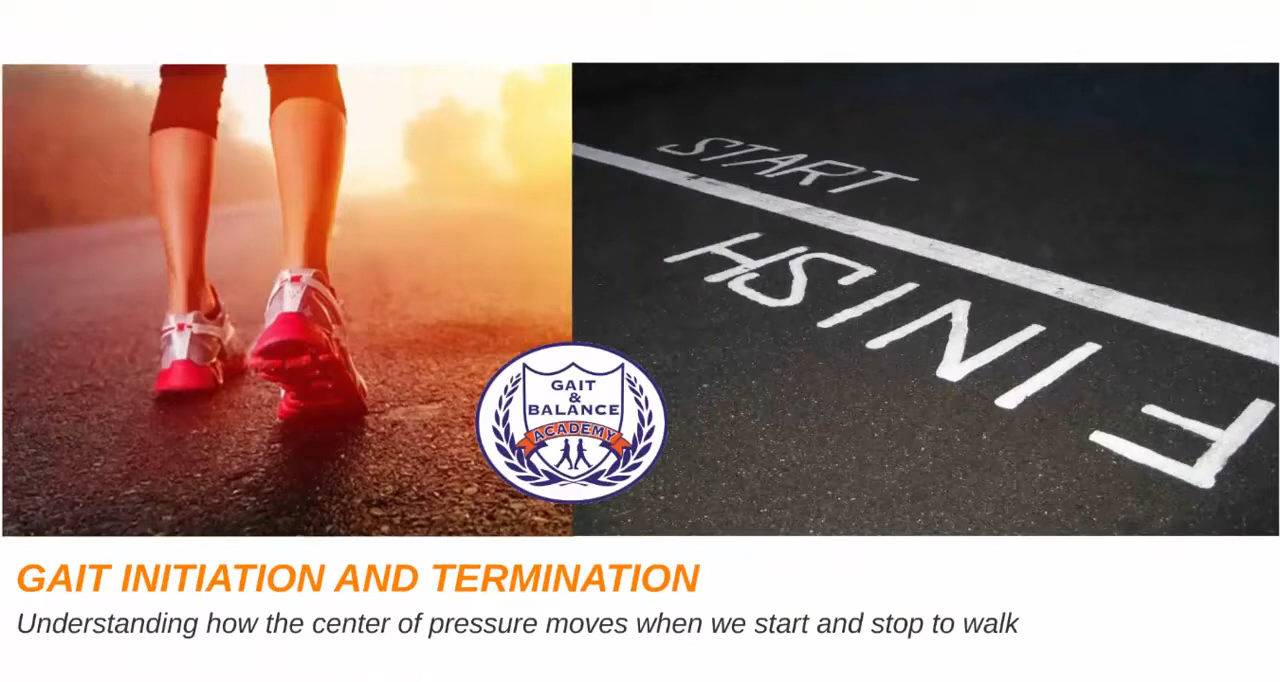 START
FINISH
GAIT
&
BALANCE
ACADEMY
GAIT INITIATION AND TERMINATION
Understanding how the center of pressure moves when we start and stop to walk